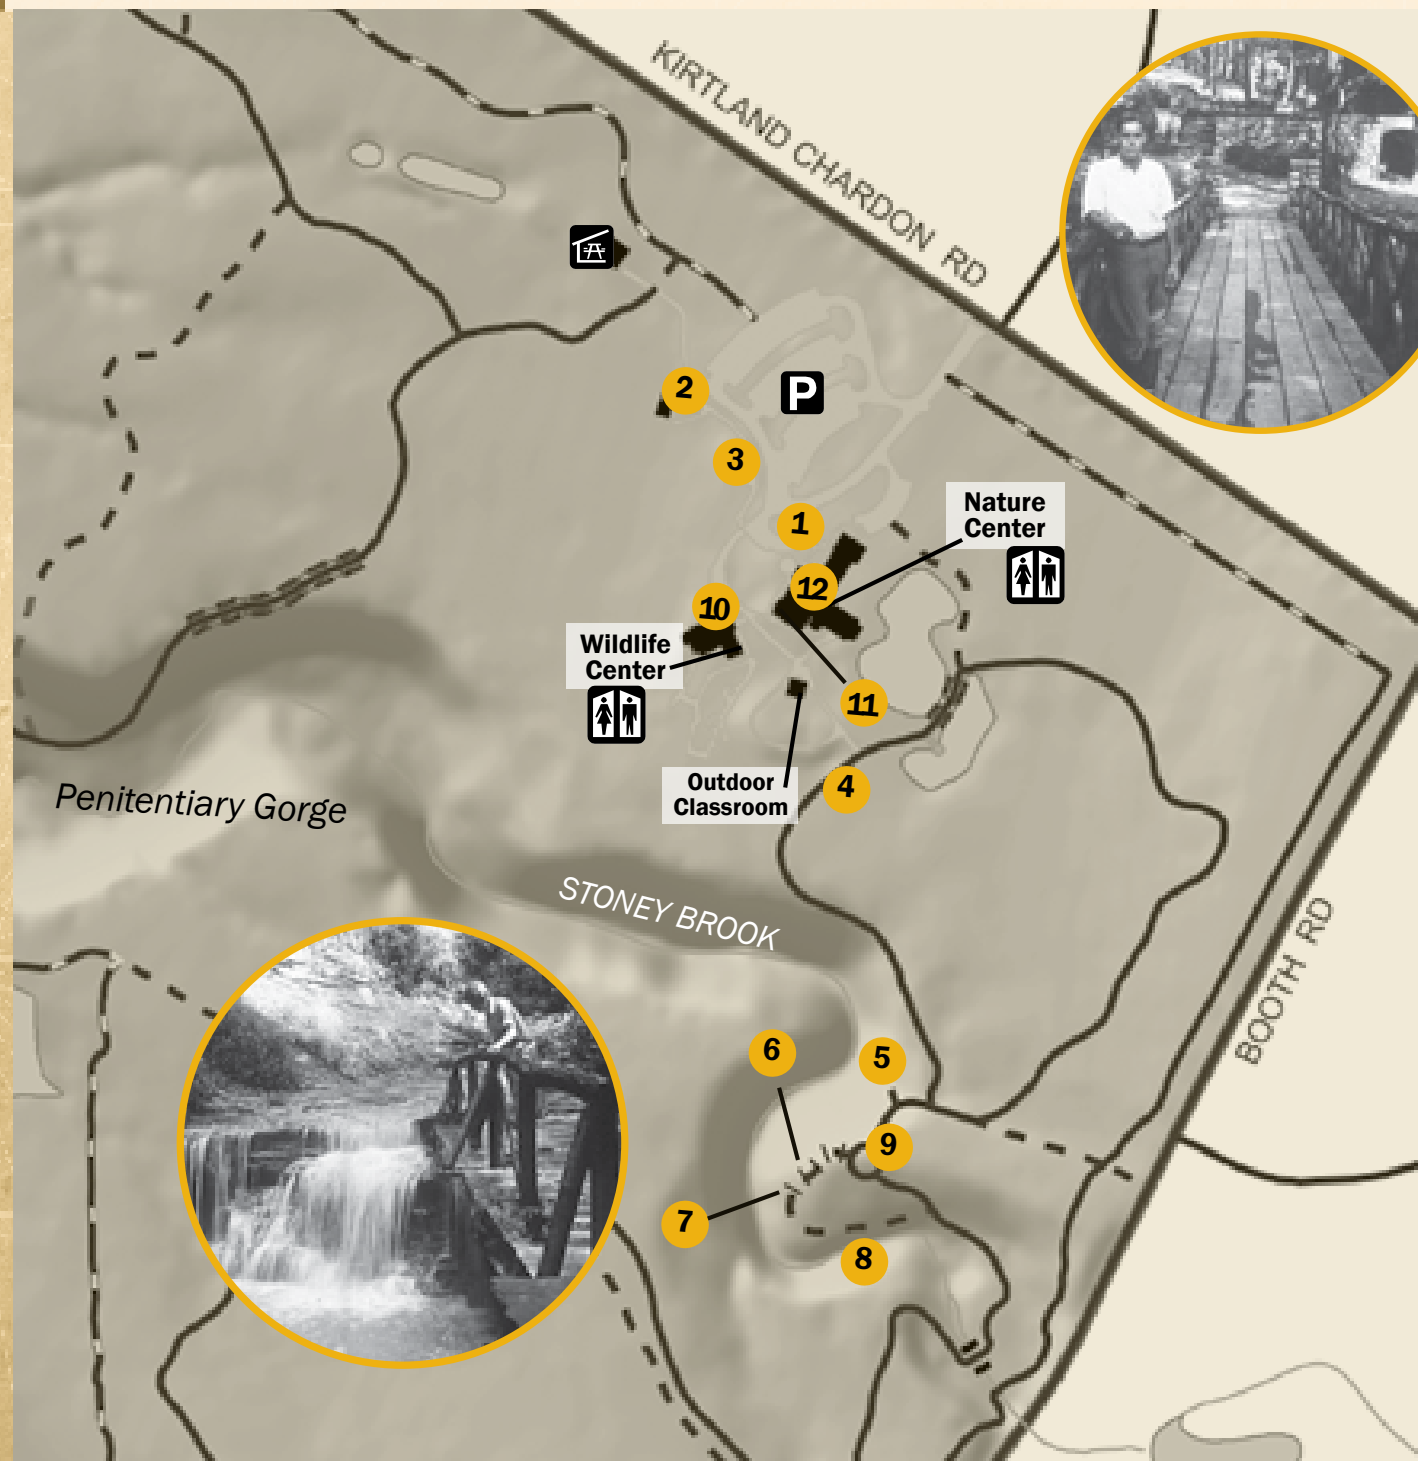 KIRTLAND CHARDON RD
2
P
3
1
Nature
Center
12
10
Wildlife
Center
11
Outdoor
Classroom
4
Penitentiary Gorge
STONEY BROOK
BOOTH RD
6
5
9
7
8